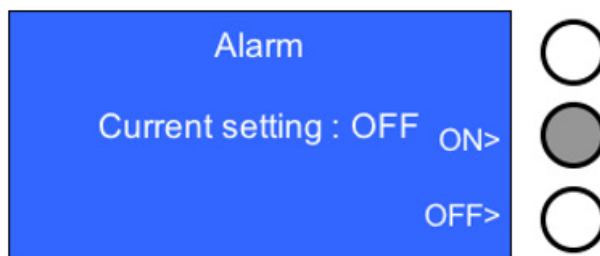 Alarm
Current setting : OFF
ON>
OFF>